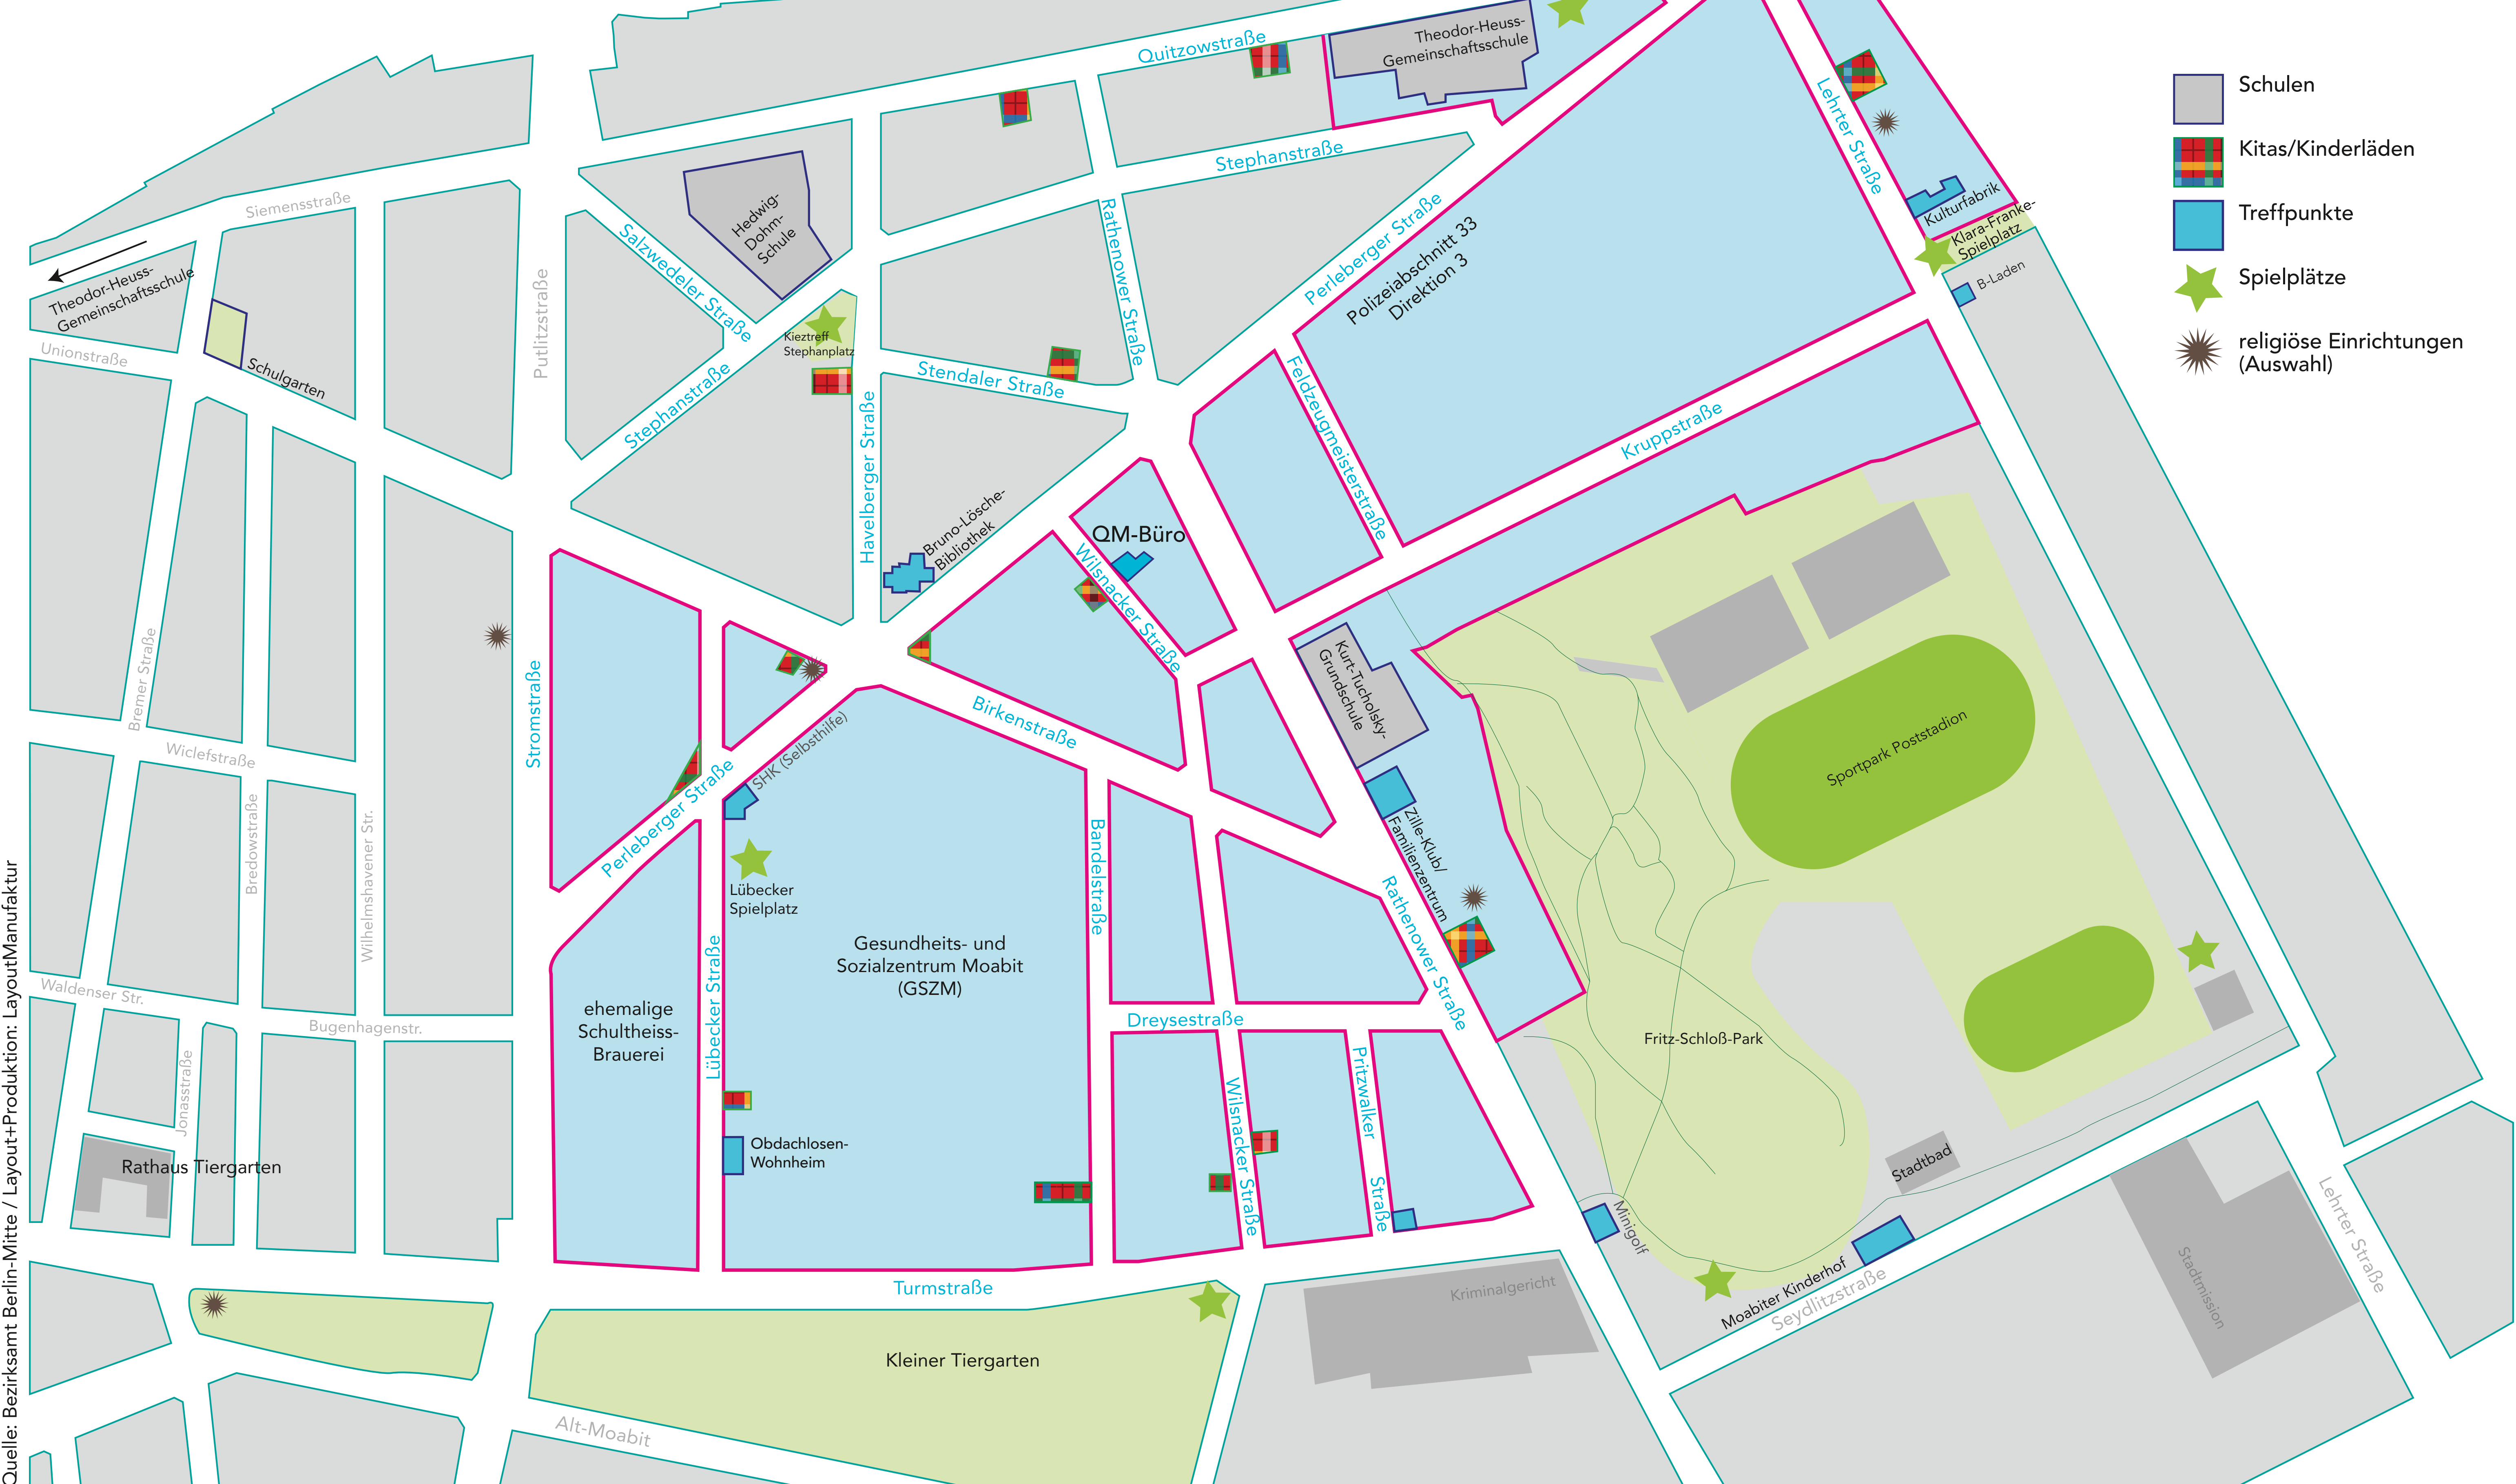 Quitzowstraße
Theodor-Heuss-
Gemeinschaftsschule
Lehrter Straße
Schulen
Kitas/Kinderläden
Treffpunkte
Spielplätze
religiöse Einrichtungen
(Auswahl)
Stephanstraße
Siemensstraße
Hedwig-
Dohm-
Schule
Salzwedeler Straße
Rathenower Straße
Perleberger Straße
Polizeiabschnitt 33
Direktion 3
Kulturfabrik
Klara-Franke-
Spielplatz
B-Laden
Theodor-Heuss-
Gemeinschaftsschule
Unionstraße
Schulgarten
Putlitzstraße
Kieztreff
Stephanplatz
Stephanstraße
Stendaler Straße
Havelberger Straße
Feldzeugmeisterstraße
Kruppstraße
Bruno-Lösche-
Bibliothek
QM-Büro
Wilsnacker Straße
Bremer Straße
Wiclefstraße
Stromstraße
Birkenstraße
Kurt-Tucholsky-
Grundschule
Sportpark Poststadion
SHK (Selbsthilfe)
Perleberger Straße
Bredowstraße
Wilhelmshavener Str.
Lübecker
Spielplatz
Bandelstraße
Zille-Klub/
Familienzentrum
Rathenower Straße
Gesundheits- und
Sozialzentrum Moabit
(GSZM)
Lübecker Straße
ehemalige
Schultheiss-
Brauerei
Waldenser Str.
Bugenhagenstr.
Dreysestraße
Fritz-Schloß-Park
Jonasstraße
Wilsnacker Straße
Pritzwalker
Straße
Rathaus Tiergarten
Obdachlosen-
Wohnheim
Stadtbad
Minigolf
Moabiter Kinderhof
Seydlitzstraße
Lehrter Straße
Stadtmission
Turmstraße
Kriminalgericht
Kleiner Tiergarten
Alt-Moabit
Quelle: Bezirksamt Berlin-Mitte / Layout+Produktion: LayoutManufaktur